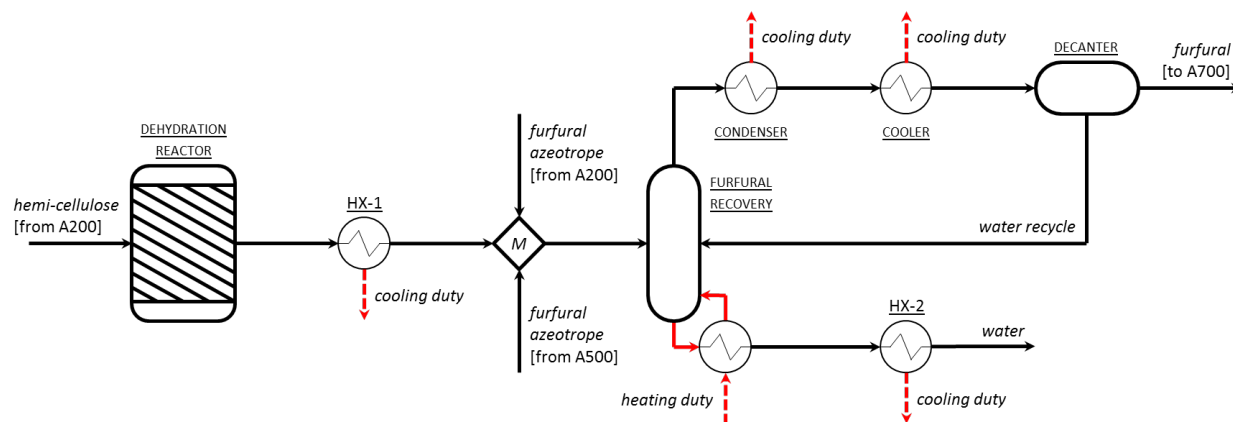 cooling duty
cooling duty
DECANTER
furfural
[to A700]
CONDENSER
COOLER
DEHYDRATION
REACTOR
furfural
azeotrope
[from A200]
FURFURAL
RECOVERY
hemi-cellulose
[from A200]
HX-1
M
water recycle
cooling duty
furfural
azeotrope
[from A500]
HX-2
water
heating duty
cooling duty